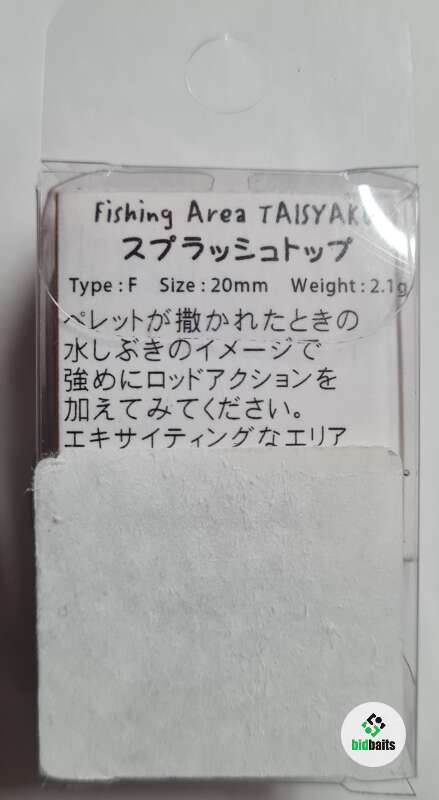 Fishing Area TAISYAKU
スプラッシュトップ
Type : F Size : 20mm Weight : 2.1g
ペレットが撒かれたときの
水しぶきのイメージで
強めにロッドアクションを
加えてみてください。
エキサイティングなエリア
bidbaits